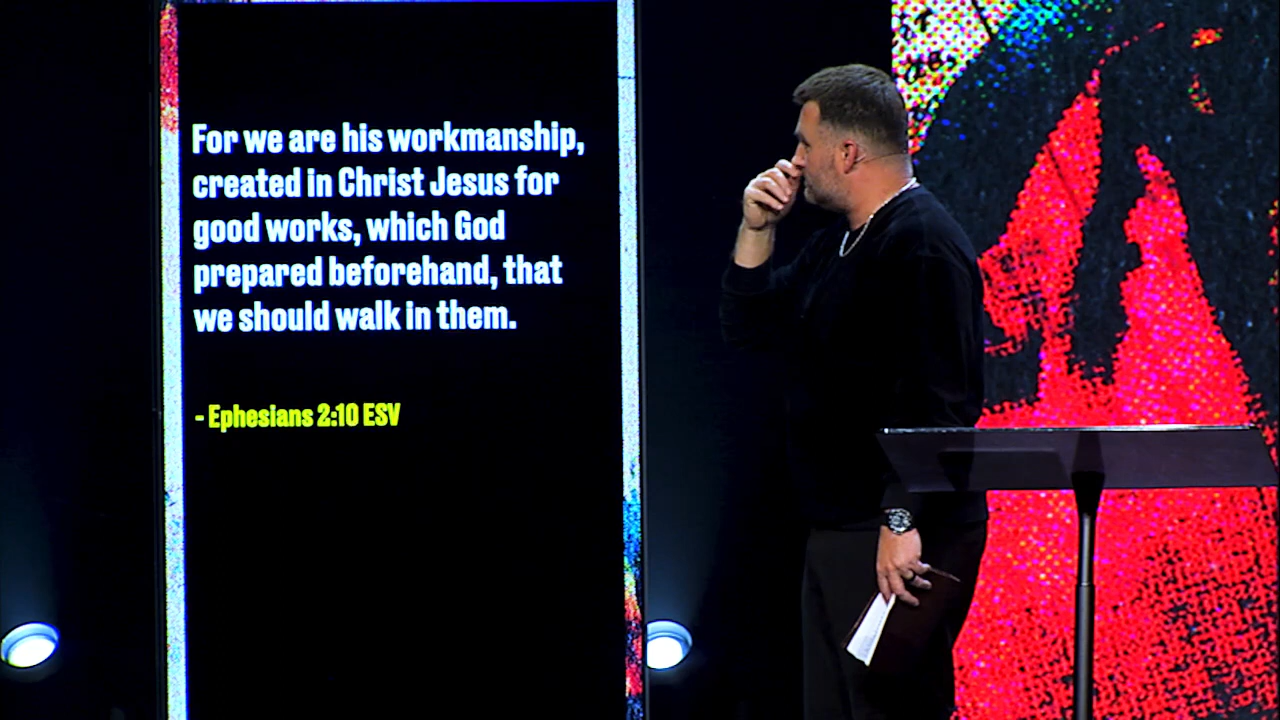 For we are his workmanship,
created in Christ Jesus for
good works, which God
prepared beforehand, that
we should walk in them.
- Ephesians 2:10 ESV